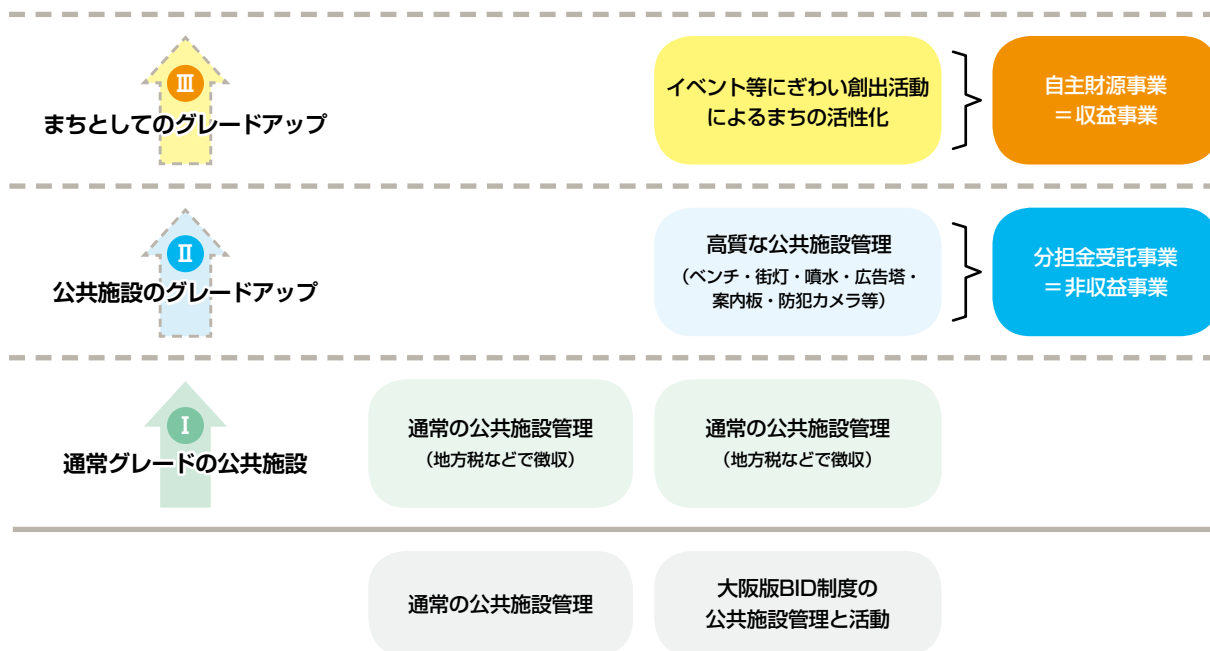 Ⅲ
まちとしてのグレードアップ
イベント等にぎわい創出活動
によるまちの活性化
自主財源事業
＝収益事業
Ⅱ
公共施設のグレードアップ
高質な公共施設管理
（ベンチ・街灯・噴水・広告塔・
案内板・防犯カメラ等）
分担金受託事業
＝非収益事業
Ⅰ
通常グレードの公共施設
通常の公共施設管理
（地方税などで徴収）
通常の公共施設管理
（地方税などで徴収）
通常の公共施設管理
大阪版BID制度の
公共施設管理と活動